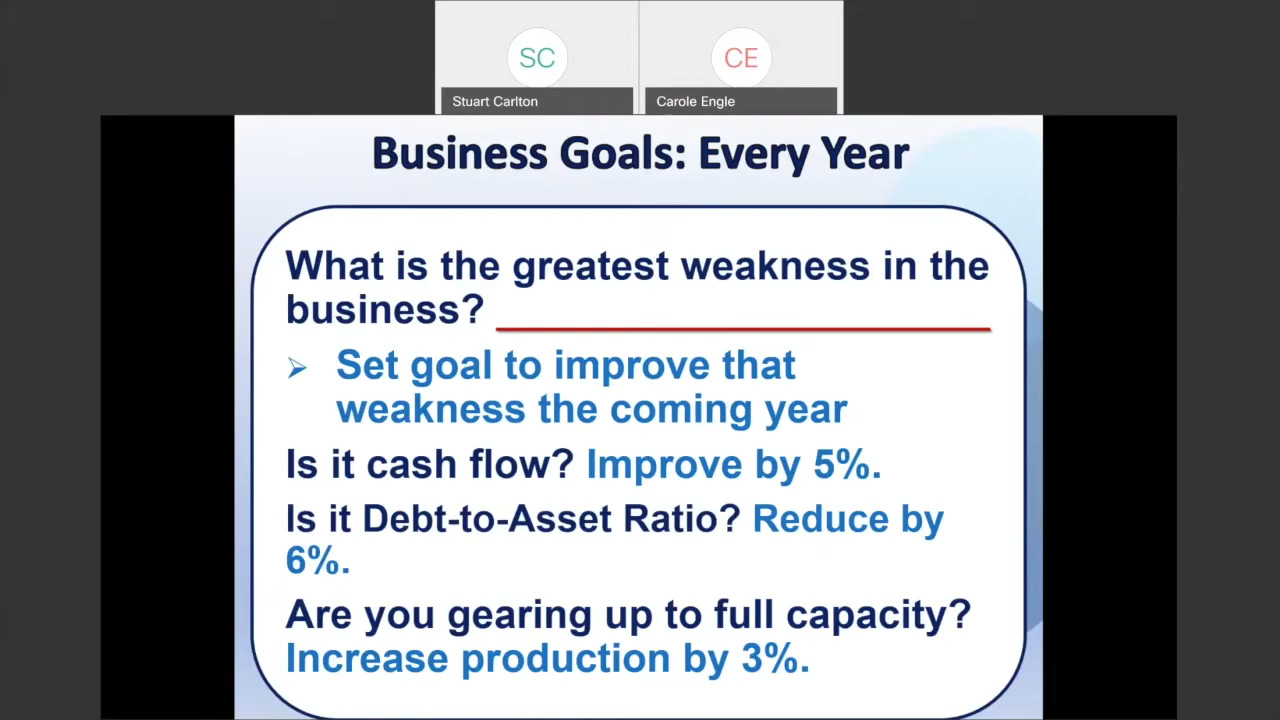 SC
CE
Stuart Carlton
Carole Engle
Business Goals: Every Year
What is the greatest weakness in the
business?
Set goal to improve that
weakness the coming year
Is it cash flow? Improve by 5%.
Is it Debt-to-Asset Ratio? Reduce by
6%.
Are you gearing up to full capacity?
Increase production by 3%.